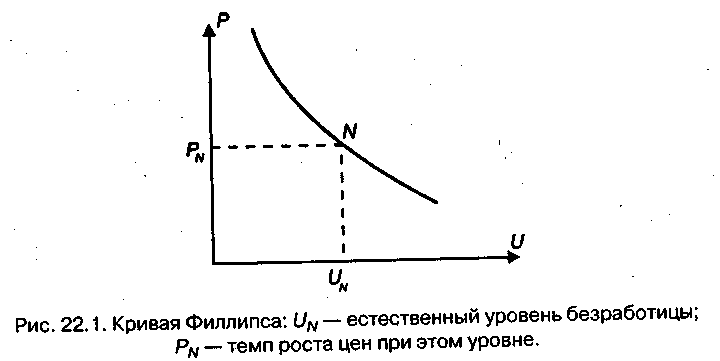 P
N
P_N
U
U_N
Рис. 22.1. Кривая Филлипса: U_N — естественный уровень безработицы;
P_N — темп роста цен при этом уровне.